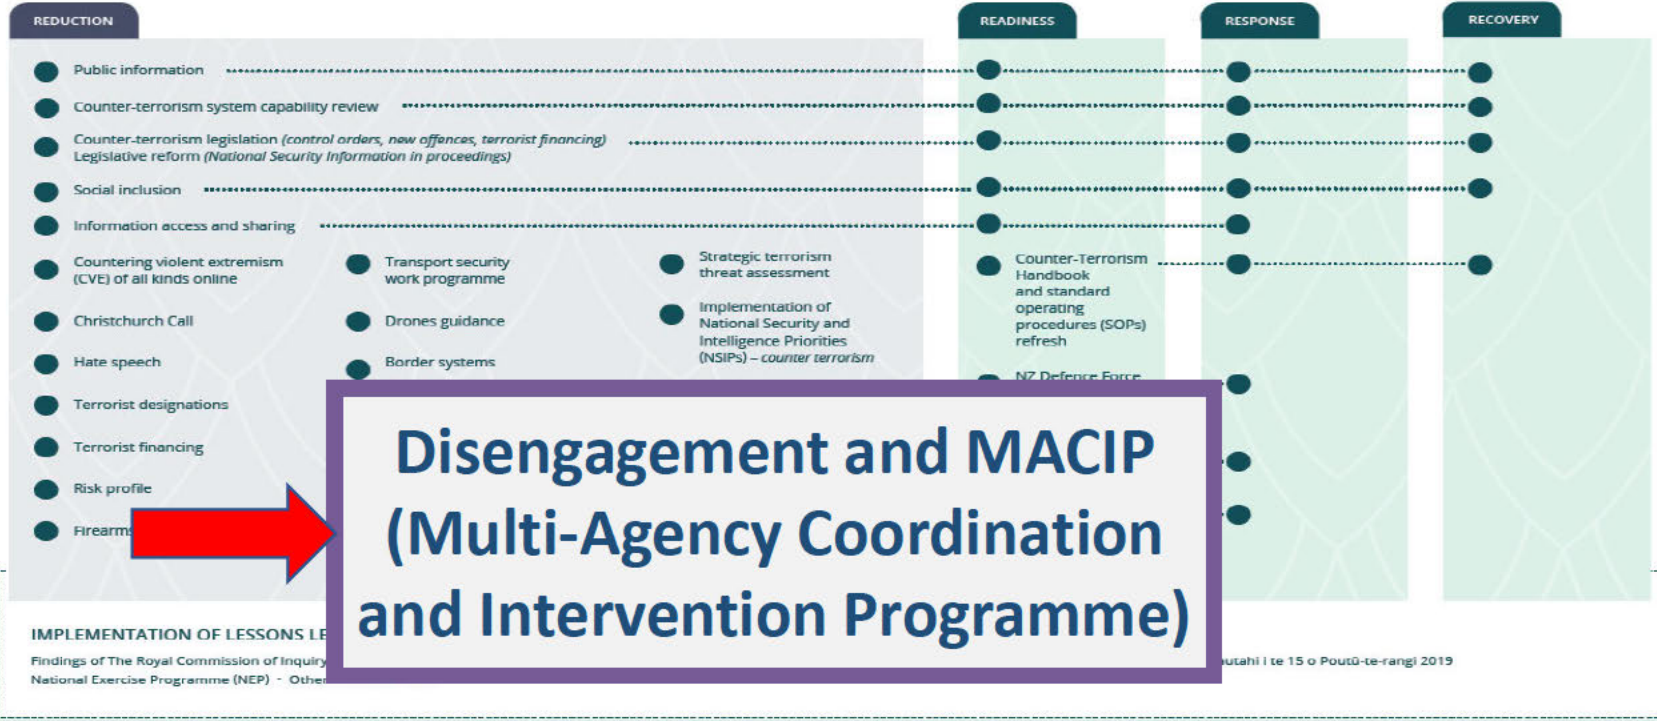 REDUCTION
READINESS
RESPONSE
RECOVERY
Public information
Counter-terrorism system capability review
Counter-terrorism legislation (control orders, new offences, terrorist financing)
Legislative reform (National Security Information in proceedings)
Social inclusion
Information access and sharing
Countering violent extremism
(CVE) of all kinds online
Christchurch Call
Hate speech
Terrorist designations
Terrorist financing
Risk profile
Firearms
Transport security
work programme
Drones guidance
Border systems
Strategic terrorism
threat assessment
Implementation of
National Security and
Intelligence Priorities
(NSIPs) – counter terrorism
Counter-Terrorism
Handbook
and standard
operating
procedures (SOPs)
refresh
NZ Defence Force
Disengagement and MACIP
(Multi-Agency Coordination
and Intervention Programme)
IMPLEMENTATION OF LESSONS LE
Findings of The Royal Commission of Inquiry
utahi i te 15 o Poutū-te-rangi 2019
National Exercise Programme (NEP) - Other